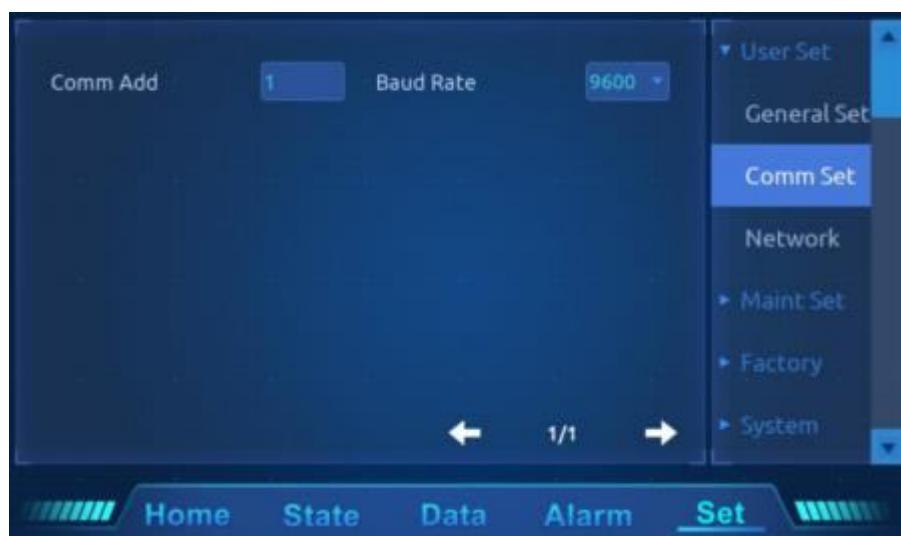 Comm Add 1 Baud Rate 9600
1/1
User Set
General Set
Comm Set
Network
Maint Set
Factory
System
Home State Data Alarm Set